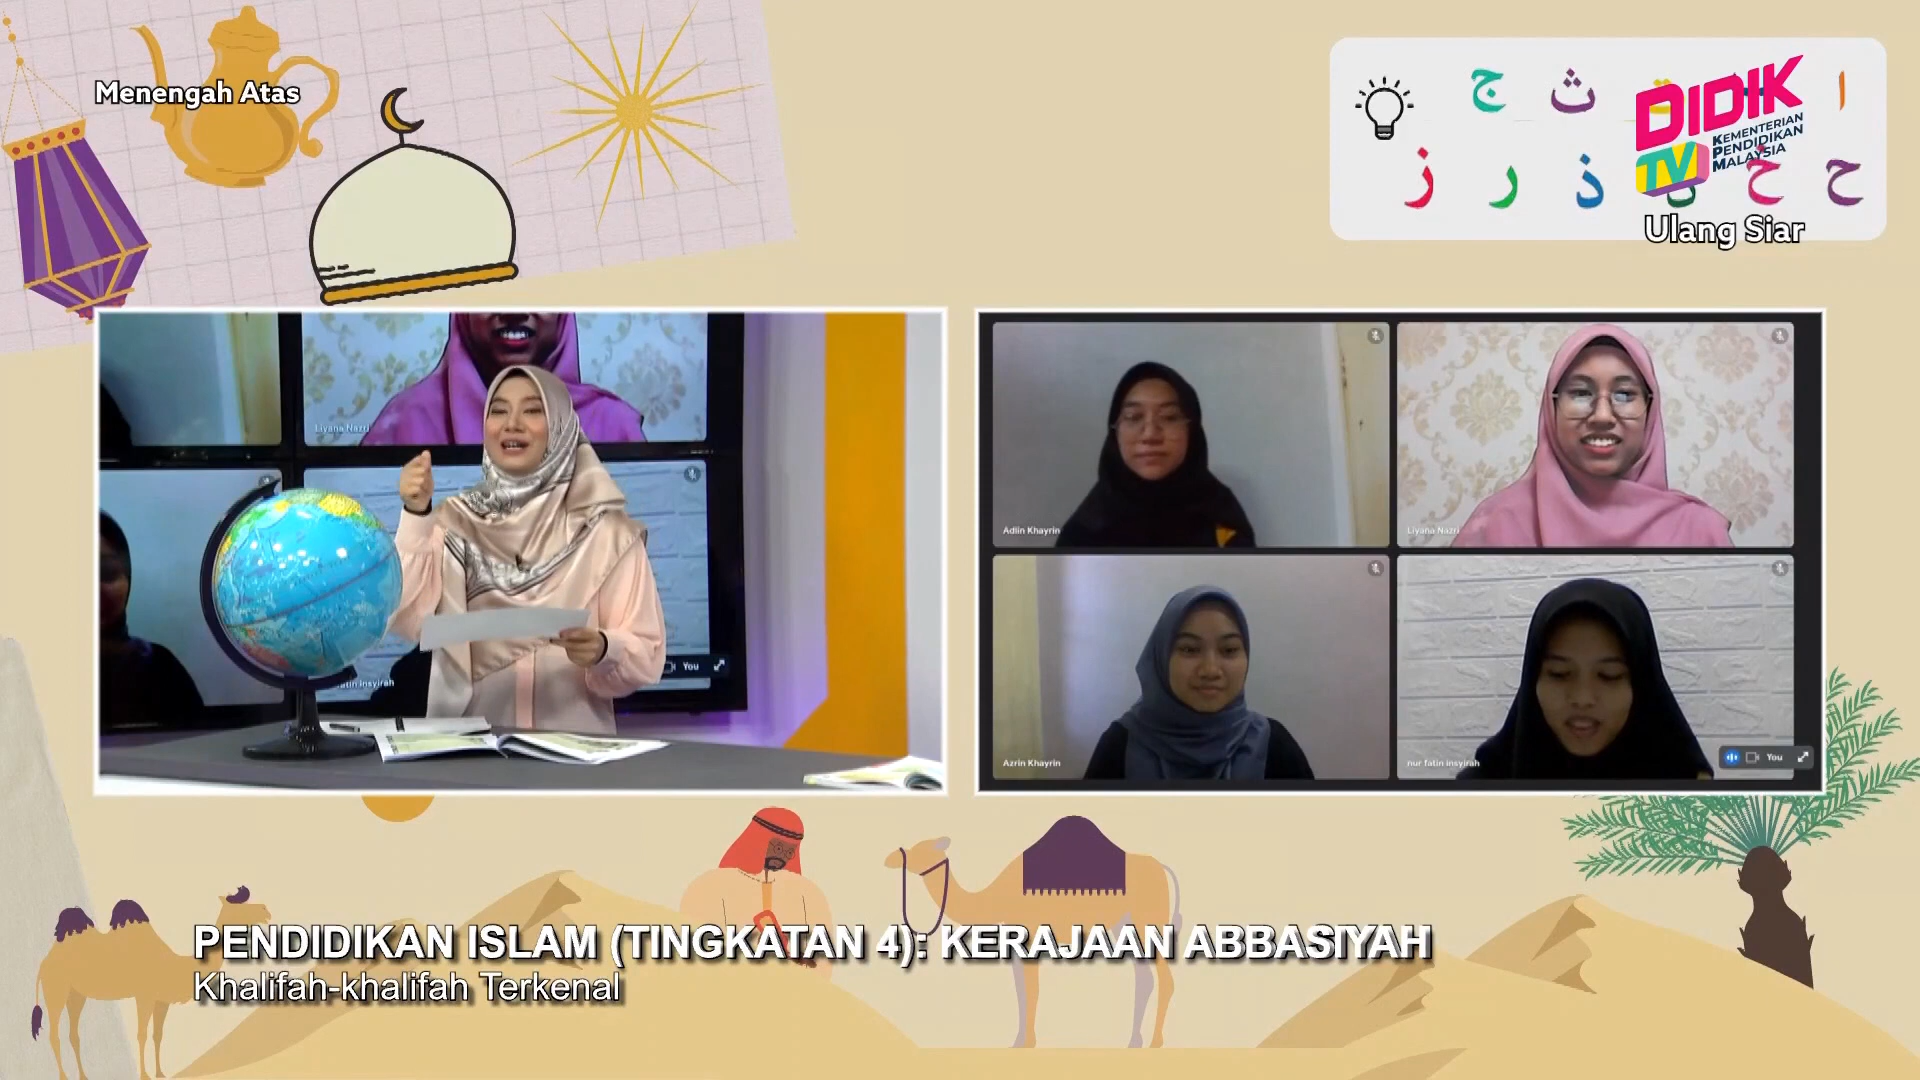 Menengah Atas
ج ث ت ا
ز ر ذ د خ ح
DIDIK
TV
KEMENTERIAN
PENDIDIKAN
MALAYSIA
Ulang Siar
Liyana Nazri
You
Adlin Khayrin
Liyana Nazri
Azrin Khayrin
nur fatin insyirah
You
PENDIDIKAN ISLAM (TINGKATAN 4): KERAJAAN ABBASIYAH
Khalifah-khalifah Terkenal